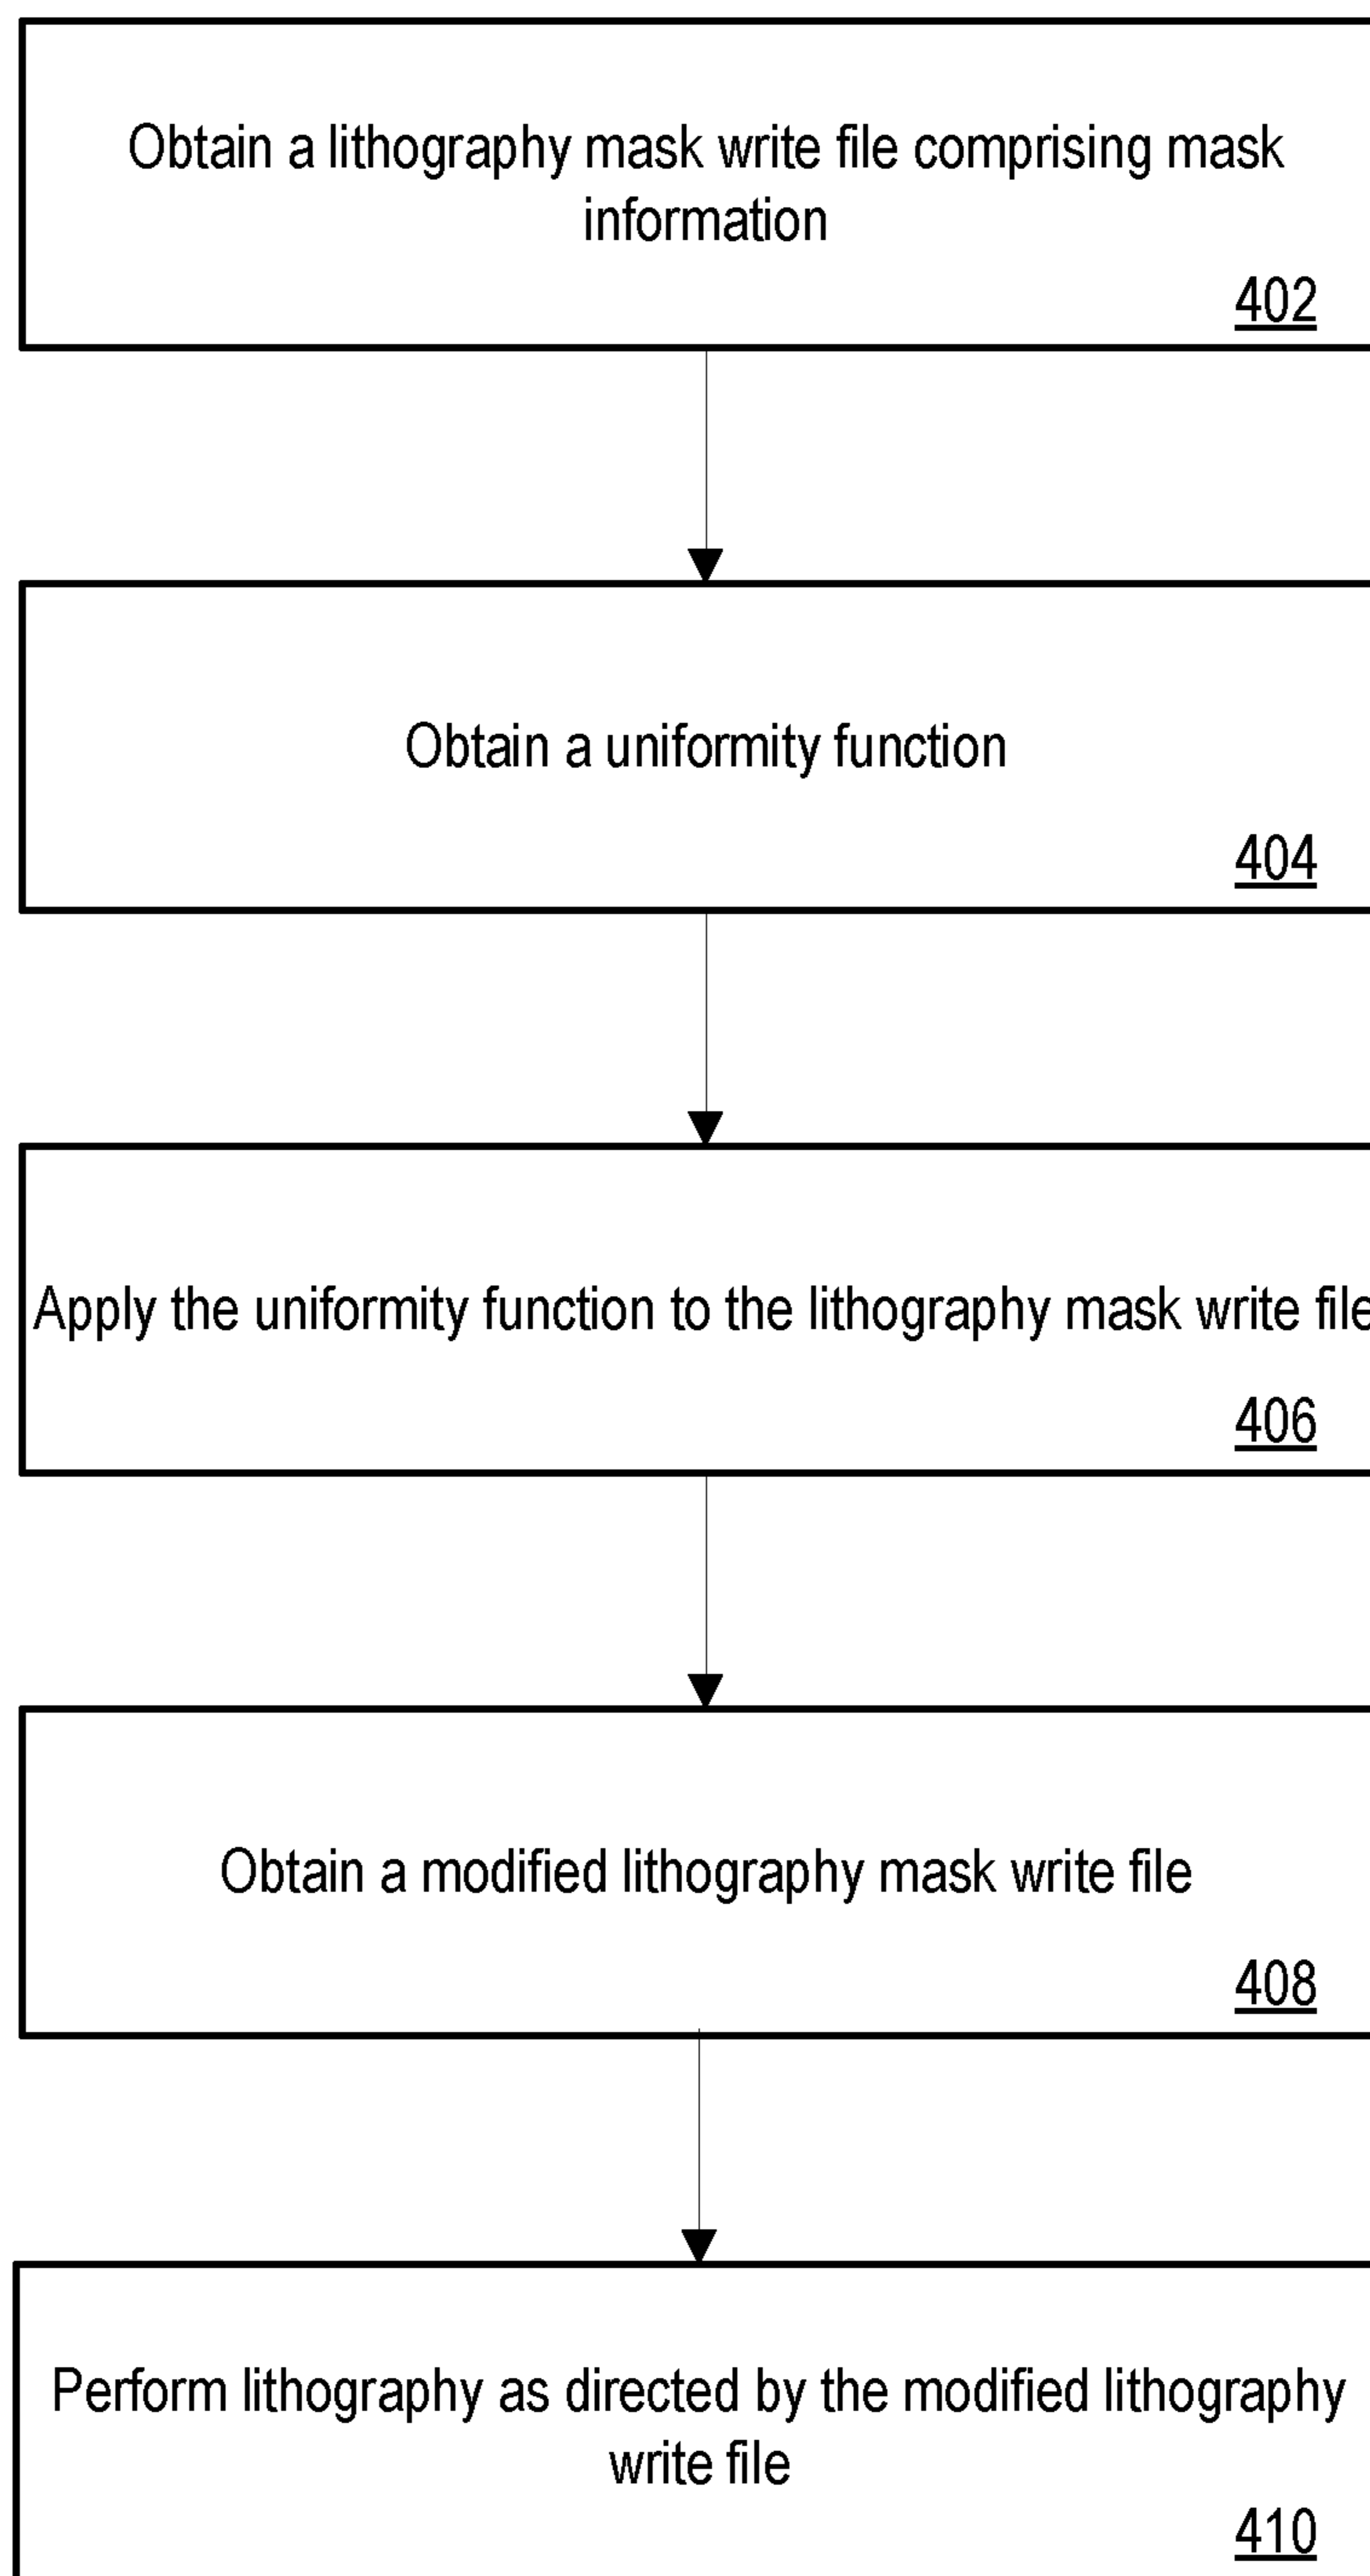 Obtain a lithography mask write file comprising mask
information
402
Obtain a uniformity function
404
Apply the uniformity function to the lithography mask write file
406
Obtain a modified lithography mask write file
408
Perform lithography as directed by the modified lithography
write file
410